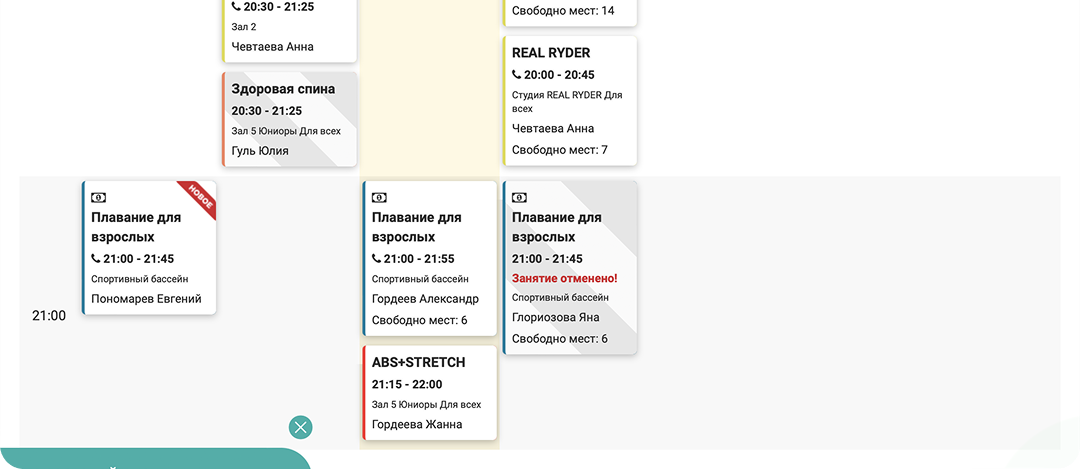 20:30 - 21:25
Зал 2
Чевтаева Анна
Здоровая спина
20:30 - 21:25
Зал 5 Юниоры Для всех
Гуль Юлия
Свободно мест: 14
REAL RYDER
20:00 - 20:45
Студия REAL RYDER Для
всех
Чевтаева Анна
Свободно мест: 7
21:00
НОВОЕ
Плавание для
взрослых
21:00 - 21:45
Спортивный бассейн
Пономарев Евгений
Плавание для
взрослых
21:00 - 21:55
Спортивный бассейн
Гордеев Александр
Свободно мест: 6
ABS+STRETCH
21:15 - 22:00
Зал 5 Юниоры Для всех
Гордеева Жанна
Плавание для
взрослых
21:00 - 21:45
Занятие отменено!
Спортивный бассейн
Глориозова Яна
Свободно мест: 6